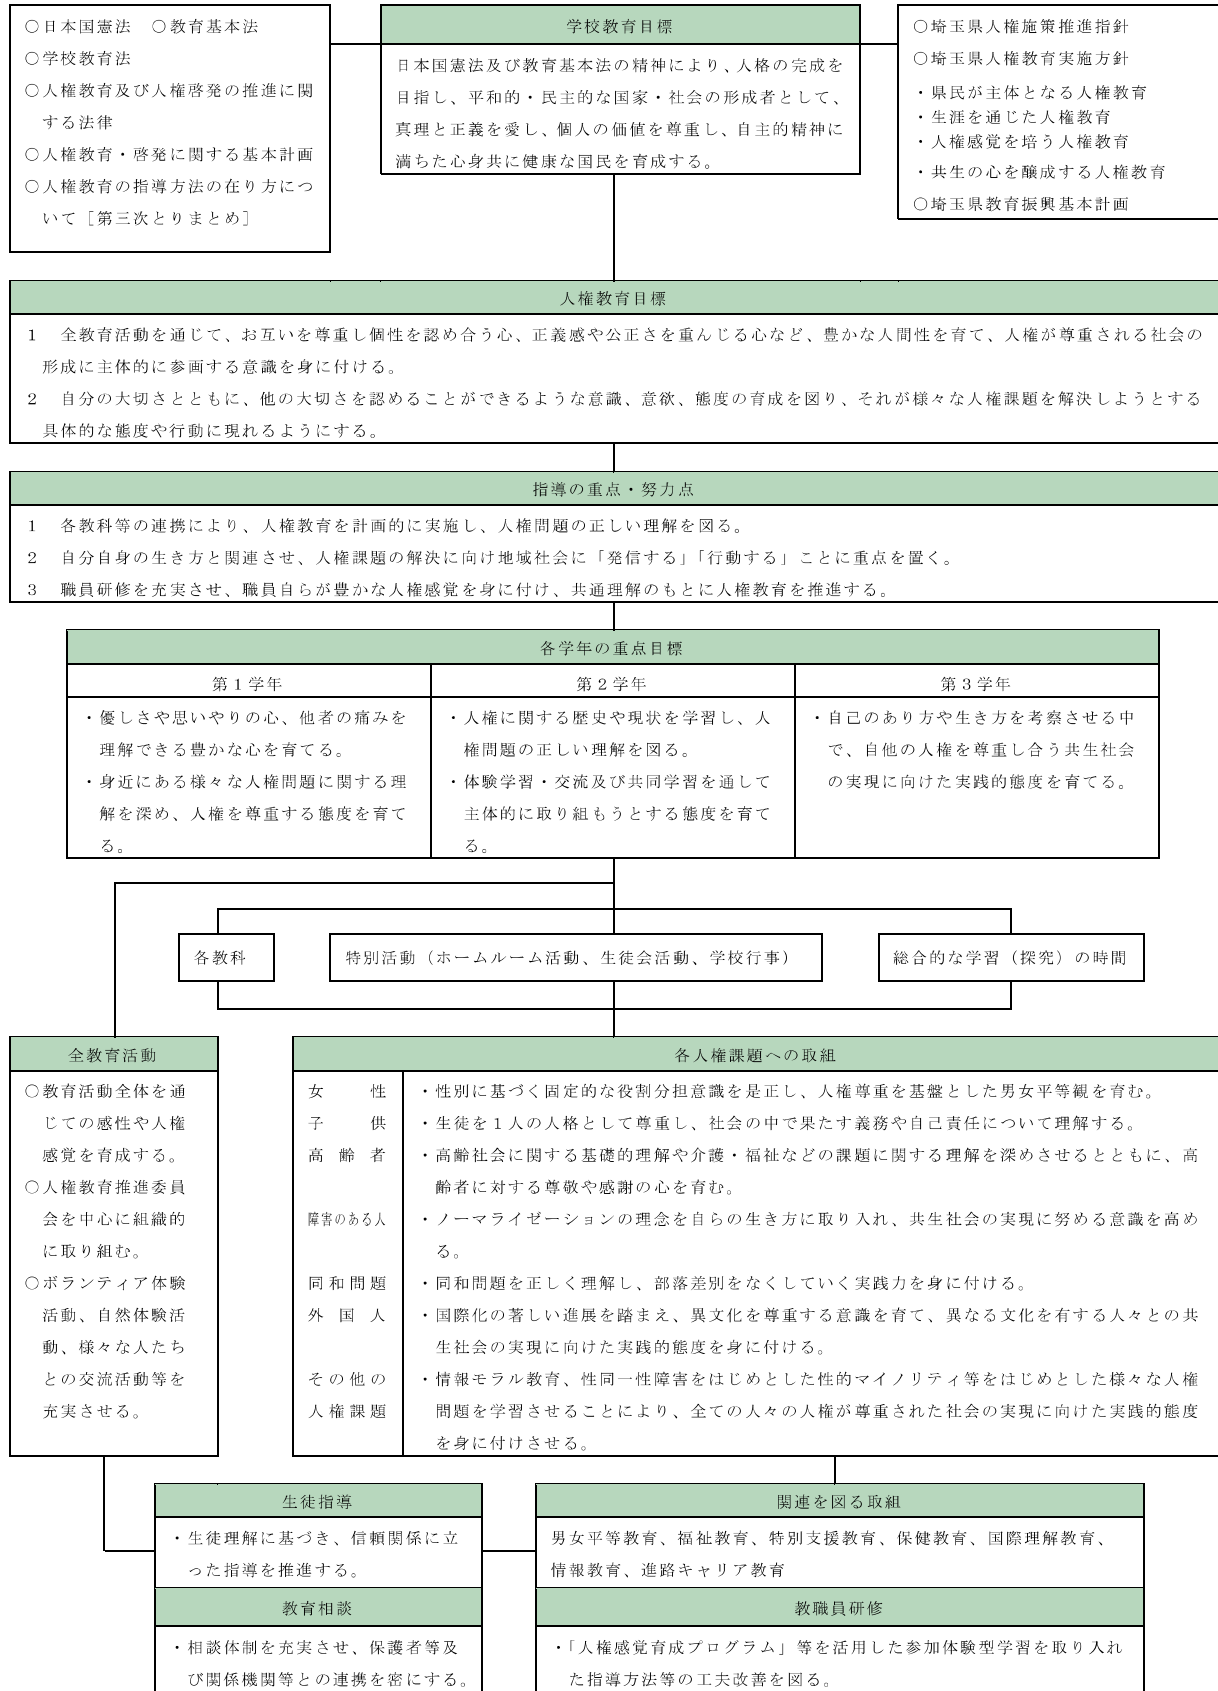 ○日本国憲法　○教育基本法
○学校教育法
○人権教育及び人権啓発の推進に関
する法律
○人権教育・啓発に関する基本計画
○人権教育の指導方法の在り方につ
いて［第三次とりまとめ］
学校教育目標
日本国憲法及び教育基本法の精神により、人格の完成を
目指し、平和的・民主的な国家・社会の形成者として、
真理と正義を愛し、個人の価値を尊重し、自主的精神に
満ちた心身共に健康な国民を育成する。
○埼玉県人権施策推進指針
○埼玉県人権教育実施方針
・県民が主体となる人権教育
・生涯を通じた人権教育
・人権感覚を培う人権教育
・共生の心を醸成する人権教育
○埼玉県教育振興基本計画
人権教育目標
1　全教育活動を通じて、お互いを尊重し個性を認め合う心、正義感や公正さを重んじる心など、豊かな人間性を育て、人権が尊重される社会の
形成に主体的に参画する意識を身に付ける。
2　自分の大切さとともに、他の大切さを認めることができるような意識、意欲、態度の育成を図り、それが様々な人権課題を解決しようとする
具体的な態度や行動に現れるようにする。
指導の重点・努力点
1　各教科等の連携により、人権教育を計画的に実施し、人権問題の正しい理解を図る。
2　自分自身の生き方と関連させ、人権課題の解決に向け地域社会に「発信する」「行動する」ことに重点を置く。
3　職員研修を充実させ、職員自らが豊かな人権感覚を身に付け、共通理解のもとに人権教育を推進する。
各学年の重点目標
第１学年
・優しさや思いやりの心、他者の痛みを
理解できる豊かな心を育てる。
・身近にある様々な人権問題に関する理
解を深め、人権を尊重する態度を育て
る。
第２学年
・人権に関する歴史や現状を学習し、人
権問題の正しい理解を図る。
・体験学習・交流及び共同学習を通して
主体的に取り組もうとする態度を育て
る。
第３学年
・自己のあり方や生き方を考察させる中
で、自他の人権を尊重し合う共生社会
の実現に向けた実践的態度を育てる。
各教科
特別活動（ホームルーム活動、生徒会活動、学校行事）
総合的な学習（探究）の時間
全教育活動
○教育活動全体を通
じての感性や人権
感覚を育成する。
○人権教育推進委員
会を中心に組織的
に取り組む。
○ボランティア体験
活動、自然体験活
動、様々な人たち
との交流活動等を
充実させる。
各人権課題への取組
女　性　・性別に基づく固定的な役割分担意識を是正し、人権尊重を基盤とした男女平等観を育む。
子　供　・生徒を１人の人格として尊重し、社会の中で果たす義務や自己責任について理解する。
高　齢　者　・高齢社会に関する基礎的理解や介護・福祉などの課題に関する理解を深めさせるとともに、高
齢者に対する尊敬や感謝の心を育む。
障害のある人　・ノーマライゼーションの理念を自らの生き方に取り入れ、共生社会の実現に努める意識を高め
る。
同和問題　・同和問題を正しく理解し、部落差別をなくしていく実践力を身に付ける。
外　国　人　・国際化の著しい進展を踏まえ、異文化を尊重する意識を育て、異なる文化を有する人々との共
生社会の実現に向けた実践的態度を身に付ける。
その他の　・情報モラル教育、性同一性障害をはじめとした性的マイノリティ等をはじめとした様々な人権
人権課題　問題を学習させることにより、全ての人々の人権が尊重された社会の実現に向けた実践的態度
を身に付けさせる。
生徒指導
・生徒理解に基づき、信頼関係に立
った指導を推進する。
教育相談
・相談体制を充実させ、保護者等及
び関係機関等との連携を密にする。
関連を図る取組
男女平等教育、福祉教育、特別支援教育、保健教育、国際理解教育、
情報教育、進路キャリア教育
教職員研修
・「人権感覚育成プログラム」等を活用した参加体験型学習を取り入れ
た指導方法等の工夫改善を図る。